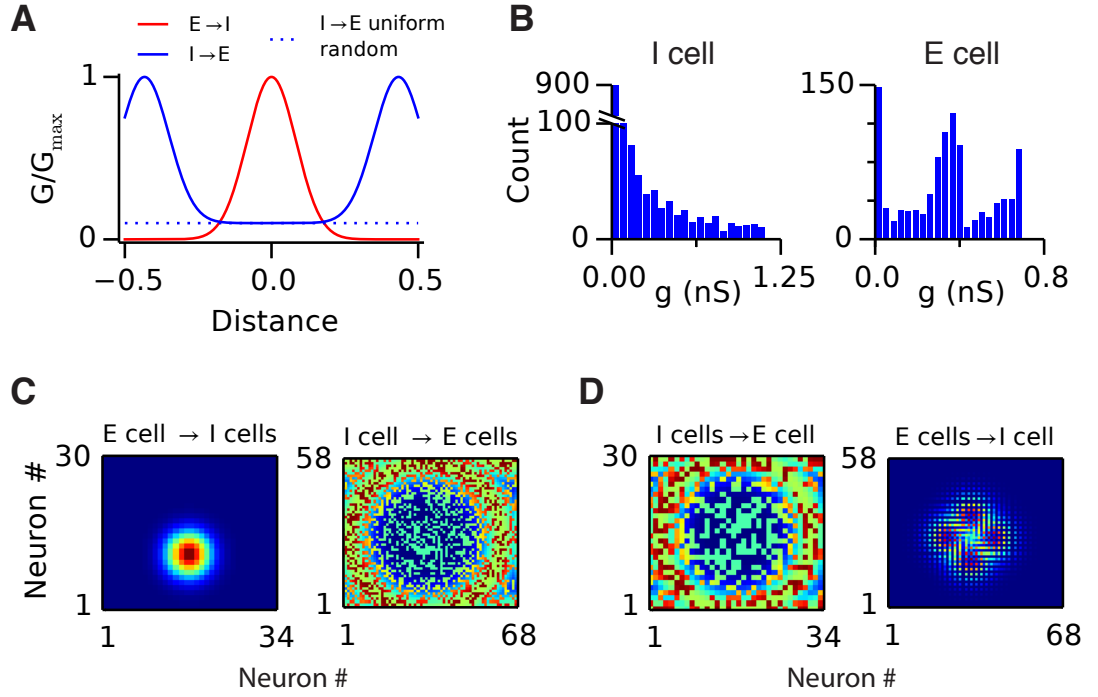 A
E→I
I→E
I→E uniform
random
1
0
G/Gmax
−0.5
0.0
0.5
Distance
B
I cell
E cell
900
100
0
Count
0.00
1.25
g (nS)
150
0
0.0
0.8
g (nS)
C
E cell → I cells
I cell → E cells
30
1
Neuron #
1
34
58
1
1
68
Neuron #
D
I cells→E cell
E cells→I cell
30
1
1
34
58
1
1
68
Neuron #